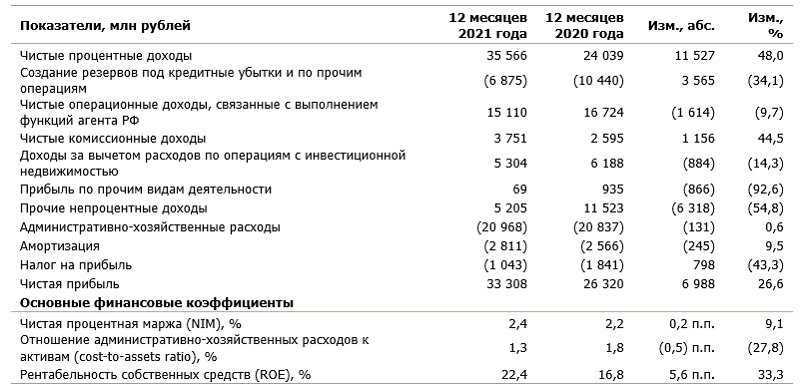 Показатели, млн рублей 12 месяцев 2021 года 12 месяцев 2020 года Изм., абс. Изм., %
Чистые процентные доходы 35 566 24 039 11 527 48,0
Создание резервов под кредитные убытки и по прочим
операциям (6 875) (10 440) 3 565 (34,1)
Чистые операционные доходы, связанные с выполнением
функций агента РФ 15 110 16 724 (1 614) (9,7)
Чистые комиссионные доходы 3 751 2 595 1 156 44,5
Доходы за вычетом расходов по операциям с инвестиционной
недвижимостью 5 304 6 188 (884) (14,3)
Прибыль по прочим видам деятельности 69 935 (866) (92,6)
Прочие непроцентные доходы 5 205 11 523 (6 318) (54,8)
Административно-хозяйственные расходы (20 968) (20 837) (131) 0,6
Амортизация (2 811) (2 566) (245) 9,5
Налог на прибыль (1 043) (1 841) 798 (43,3)
Чистая прибыль 33 308 26 320 6 988 26,6
Основные финансовые коэффициенты
Чистая процентная маржа (NIM), % 2,4 2,2 0,2 п.п. 9,1
Отношение административно-хозяйственных расходов к
активам (cost-to-assets ratio), % 1,3 1,8 (0,5) п.п. (27,8)
Рентабельность собственных средств (ROE), % 22,4 16,8 5,6 п.п. 33,3